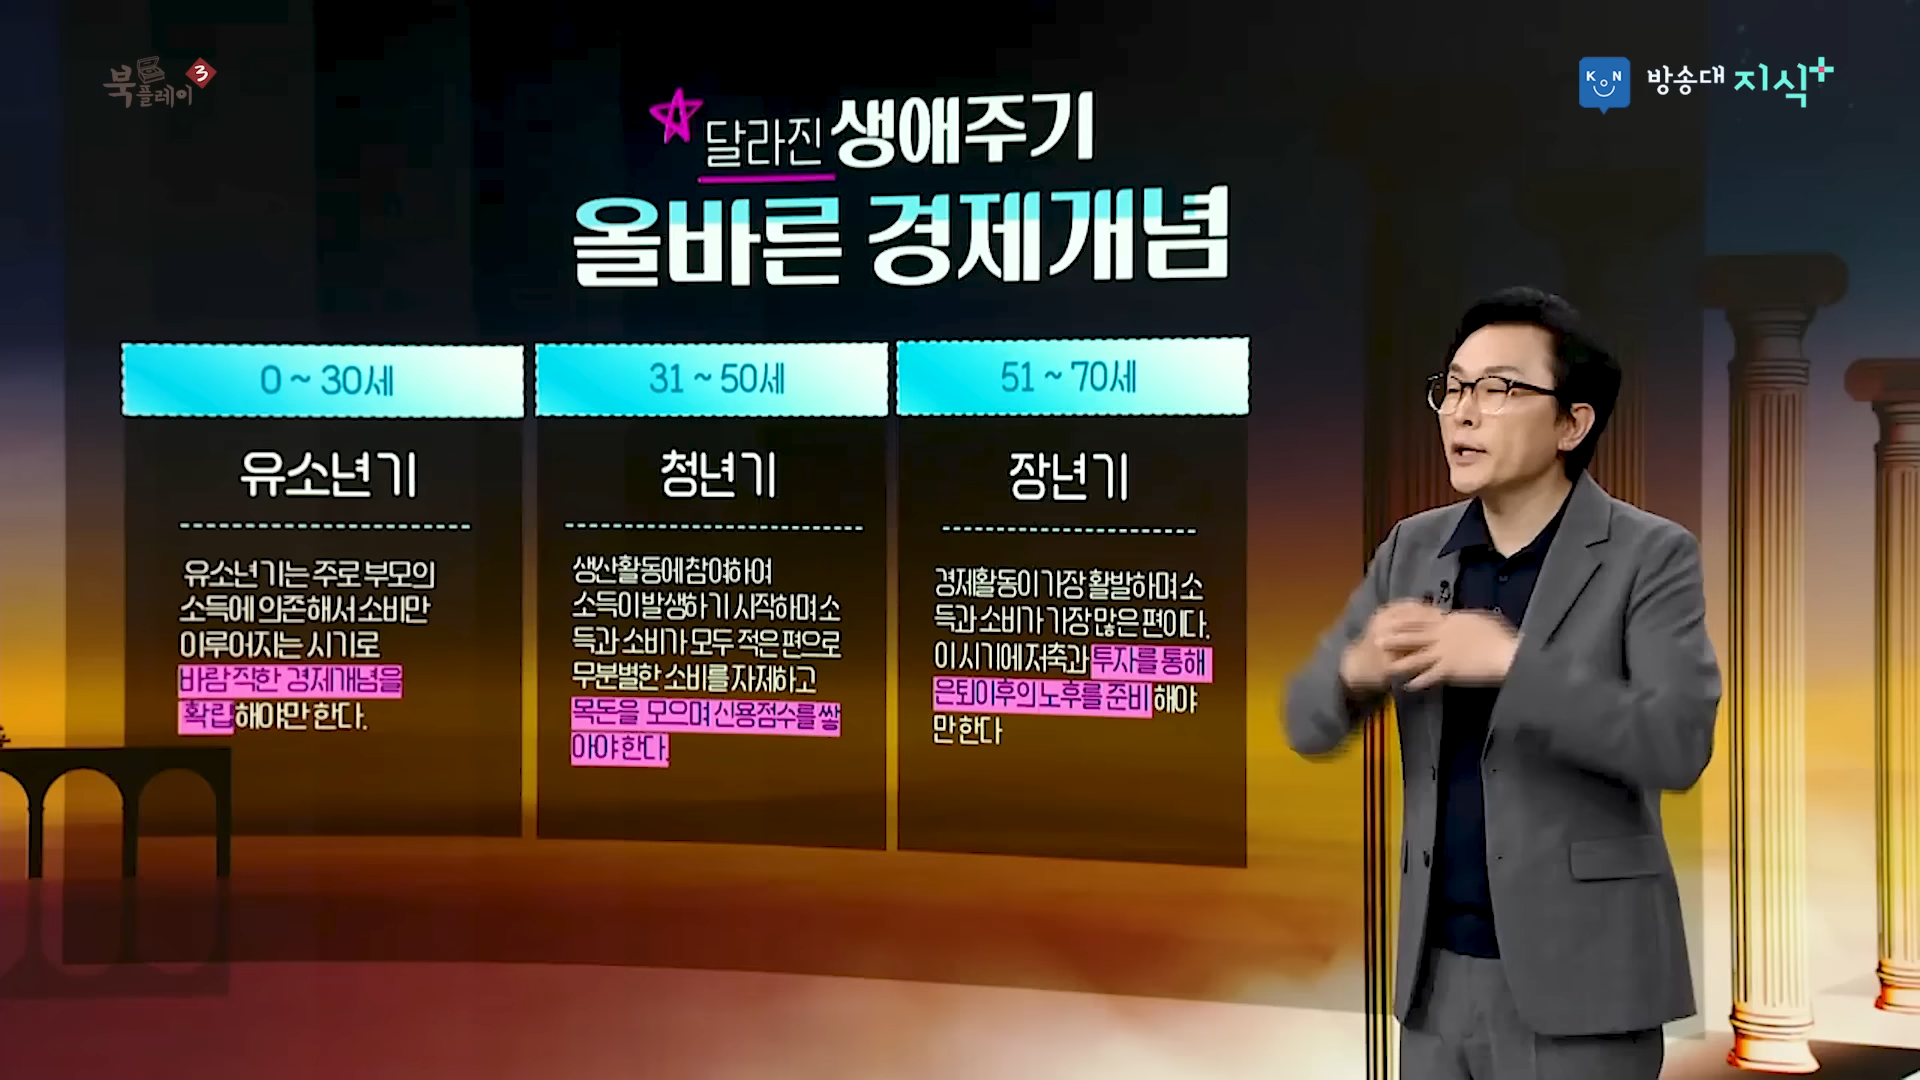 북플레이 3
KON 방송대 지식+
달라진 생애주기
올바른 경제개념
0 ~ 30세
유소년기
유소년기는 주로 부모의
소득에 의존해서 소비만
이루어지는 시기로
바람직한 경제개념을
확립해야만 한다.
31 ~ 50세
청년기
생산활동에 참여하여
소득이 발생하기 시작하며 소
득과 소비가 모두 적은 편으로
무분별한 소비를 자제하고
목돈을 모으며 신용점수를 쌓
아야 한다.
51 ~ 70세
장년기
경제활동이 가장 활발하며 소
득과 소비가 가장 많은 편이다.
이 시기에 저축과 투자를 통해
은퇴이후의 노후를 준비 해야
만 한다